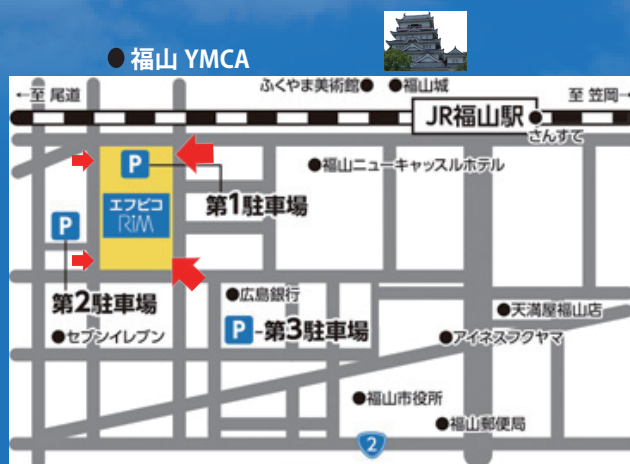 福山 YMCA
←至 尾道
ふくやま美術館
福山城
至 笠岡→
JR福山駅
さんすて
P
福山ニューキャッスルホテル
エフピコ
RiM
第1駐車場
P
第2駐車場
広島銀行
天満屋福山店
セブンイレブン
P-第3駐車場
アイネスフクヤマ
福山市役所
福山郵便局
2